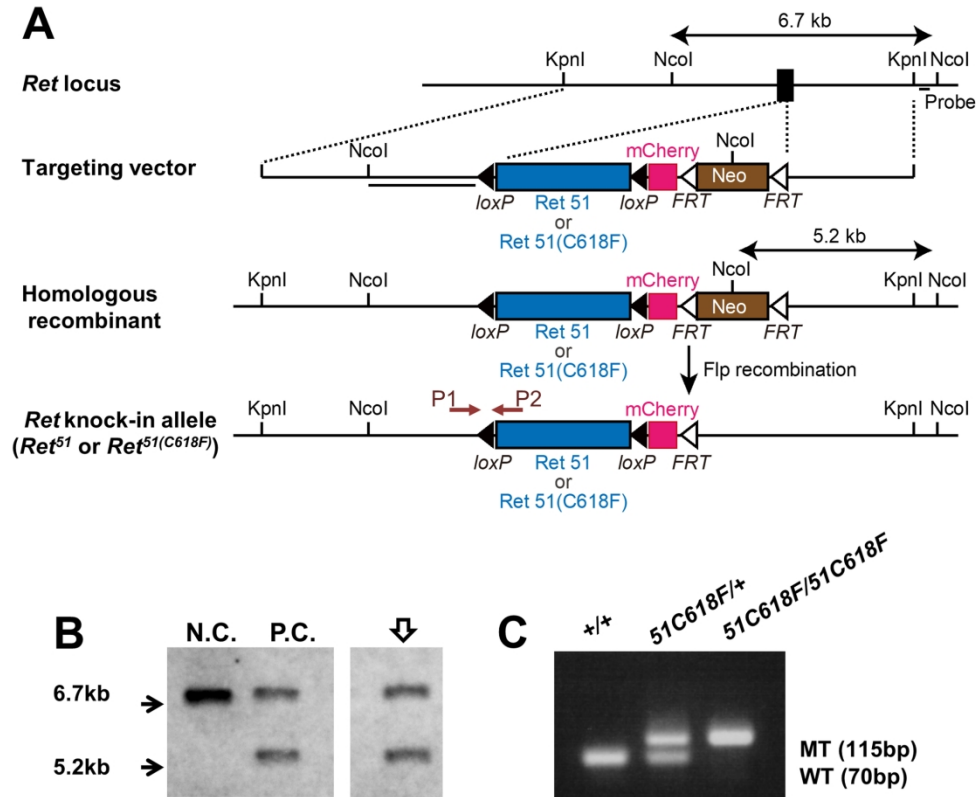 A
6.7 kb
KpnI NcoI KpnI NcoI
Ret locus
Probe
NcoI mCherry NcoI
Targeting vector
Neo
loxP Ret 51 loxP FRT FRT
or
Ret 51(C618F)
5.2 kb
KpnI NcoI mCherry NcoI KpnI NcoI
Homologous
recombinant
Neo
loxP Ret 51 loxP FRT FRT
or
Ret 51(C618F)
Flp recombination
P1 P2
KpnI NcoI mCherry KpnI NcoI
Ret knock-in allele
(Ret51 or Ret51(C618F))
loxP Ret 51 loxP FRT
or
Ret 51(C618F)
B
N.C. P.C.
6.7kb
5.2kb
C
+/+ 51C618F/+ 51C618F/51C618F
MT (115bp)
WT (70bp)